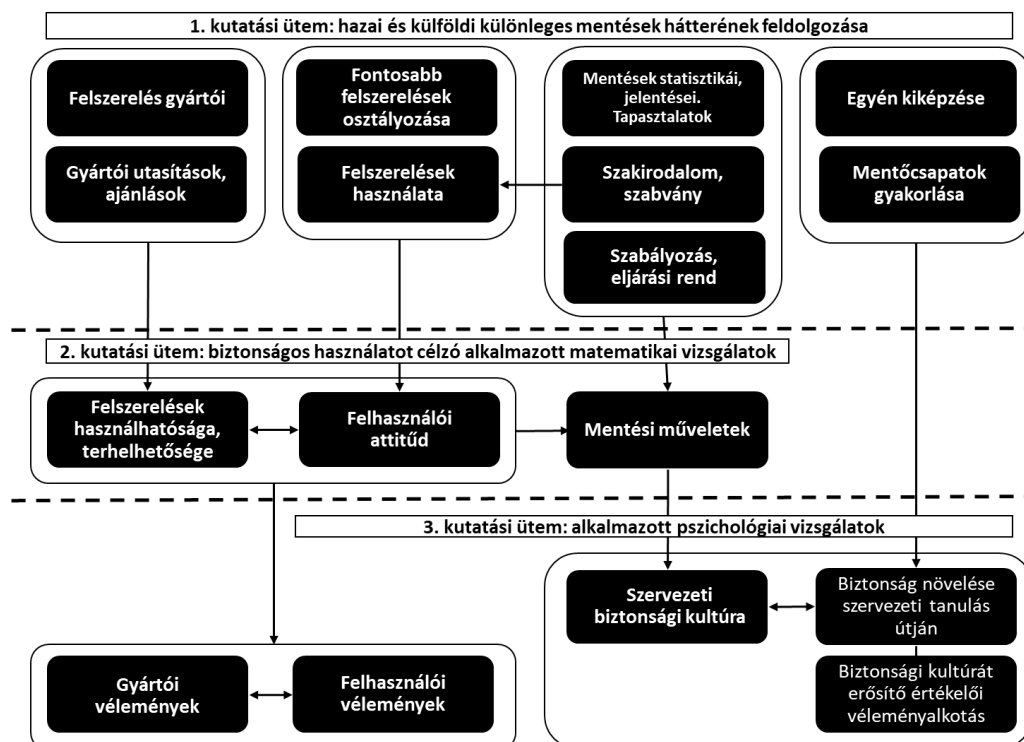 1. kutatási ütem: hazai és külföldi különleges mentések hátterének feldolgozása
Felszerelés gyártói
Gyártói utasítások,
ajánlások
Fontosabb
felszerelések
osztályozása
Felszerelések
használata
Mentések statisztikái,
jelentései.
Tapasztalatok
Szakirodalom,
szabvány
Szabályozás,
eljárási rend
Egyén kiképzése
Mentőcsapatok
gyakorlása
2. kutatási ütem: biztonságos használatot célzó alkalmazott matematikai vizsgálatok
Felszerelések
használhatósága,
terhelhetősége
Felhasználói
attitűd
Mentési műveletek
3. kutatási ütem: alkalmazott pszichológiai vizsgálatok
Szervezeti
biztonsági kultúra
Biztonság növelése
szervezeti tanulás
útján
Biztonsági kultúrát
erősítő értékelői
véleményalkotás
Gyártói
vélemények
Felhasználói
vélemények